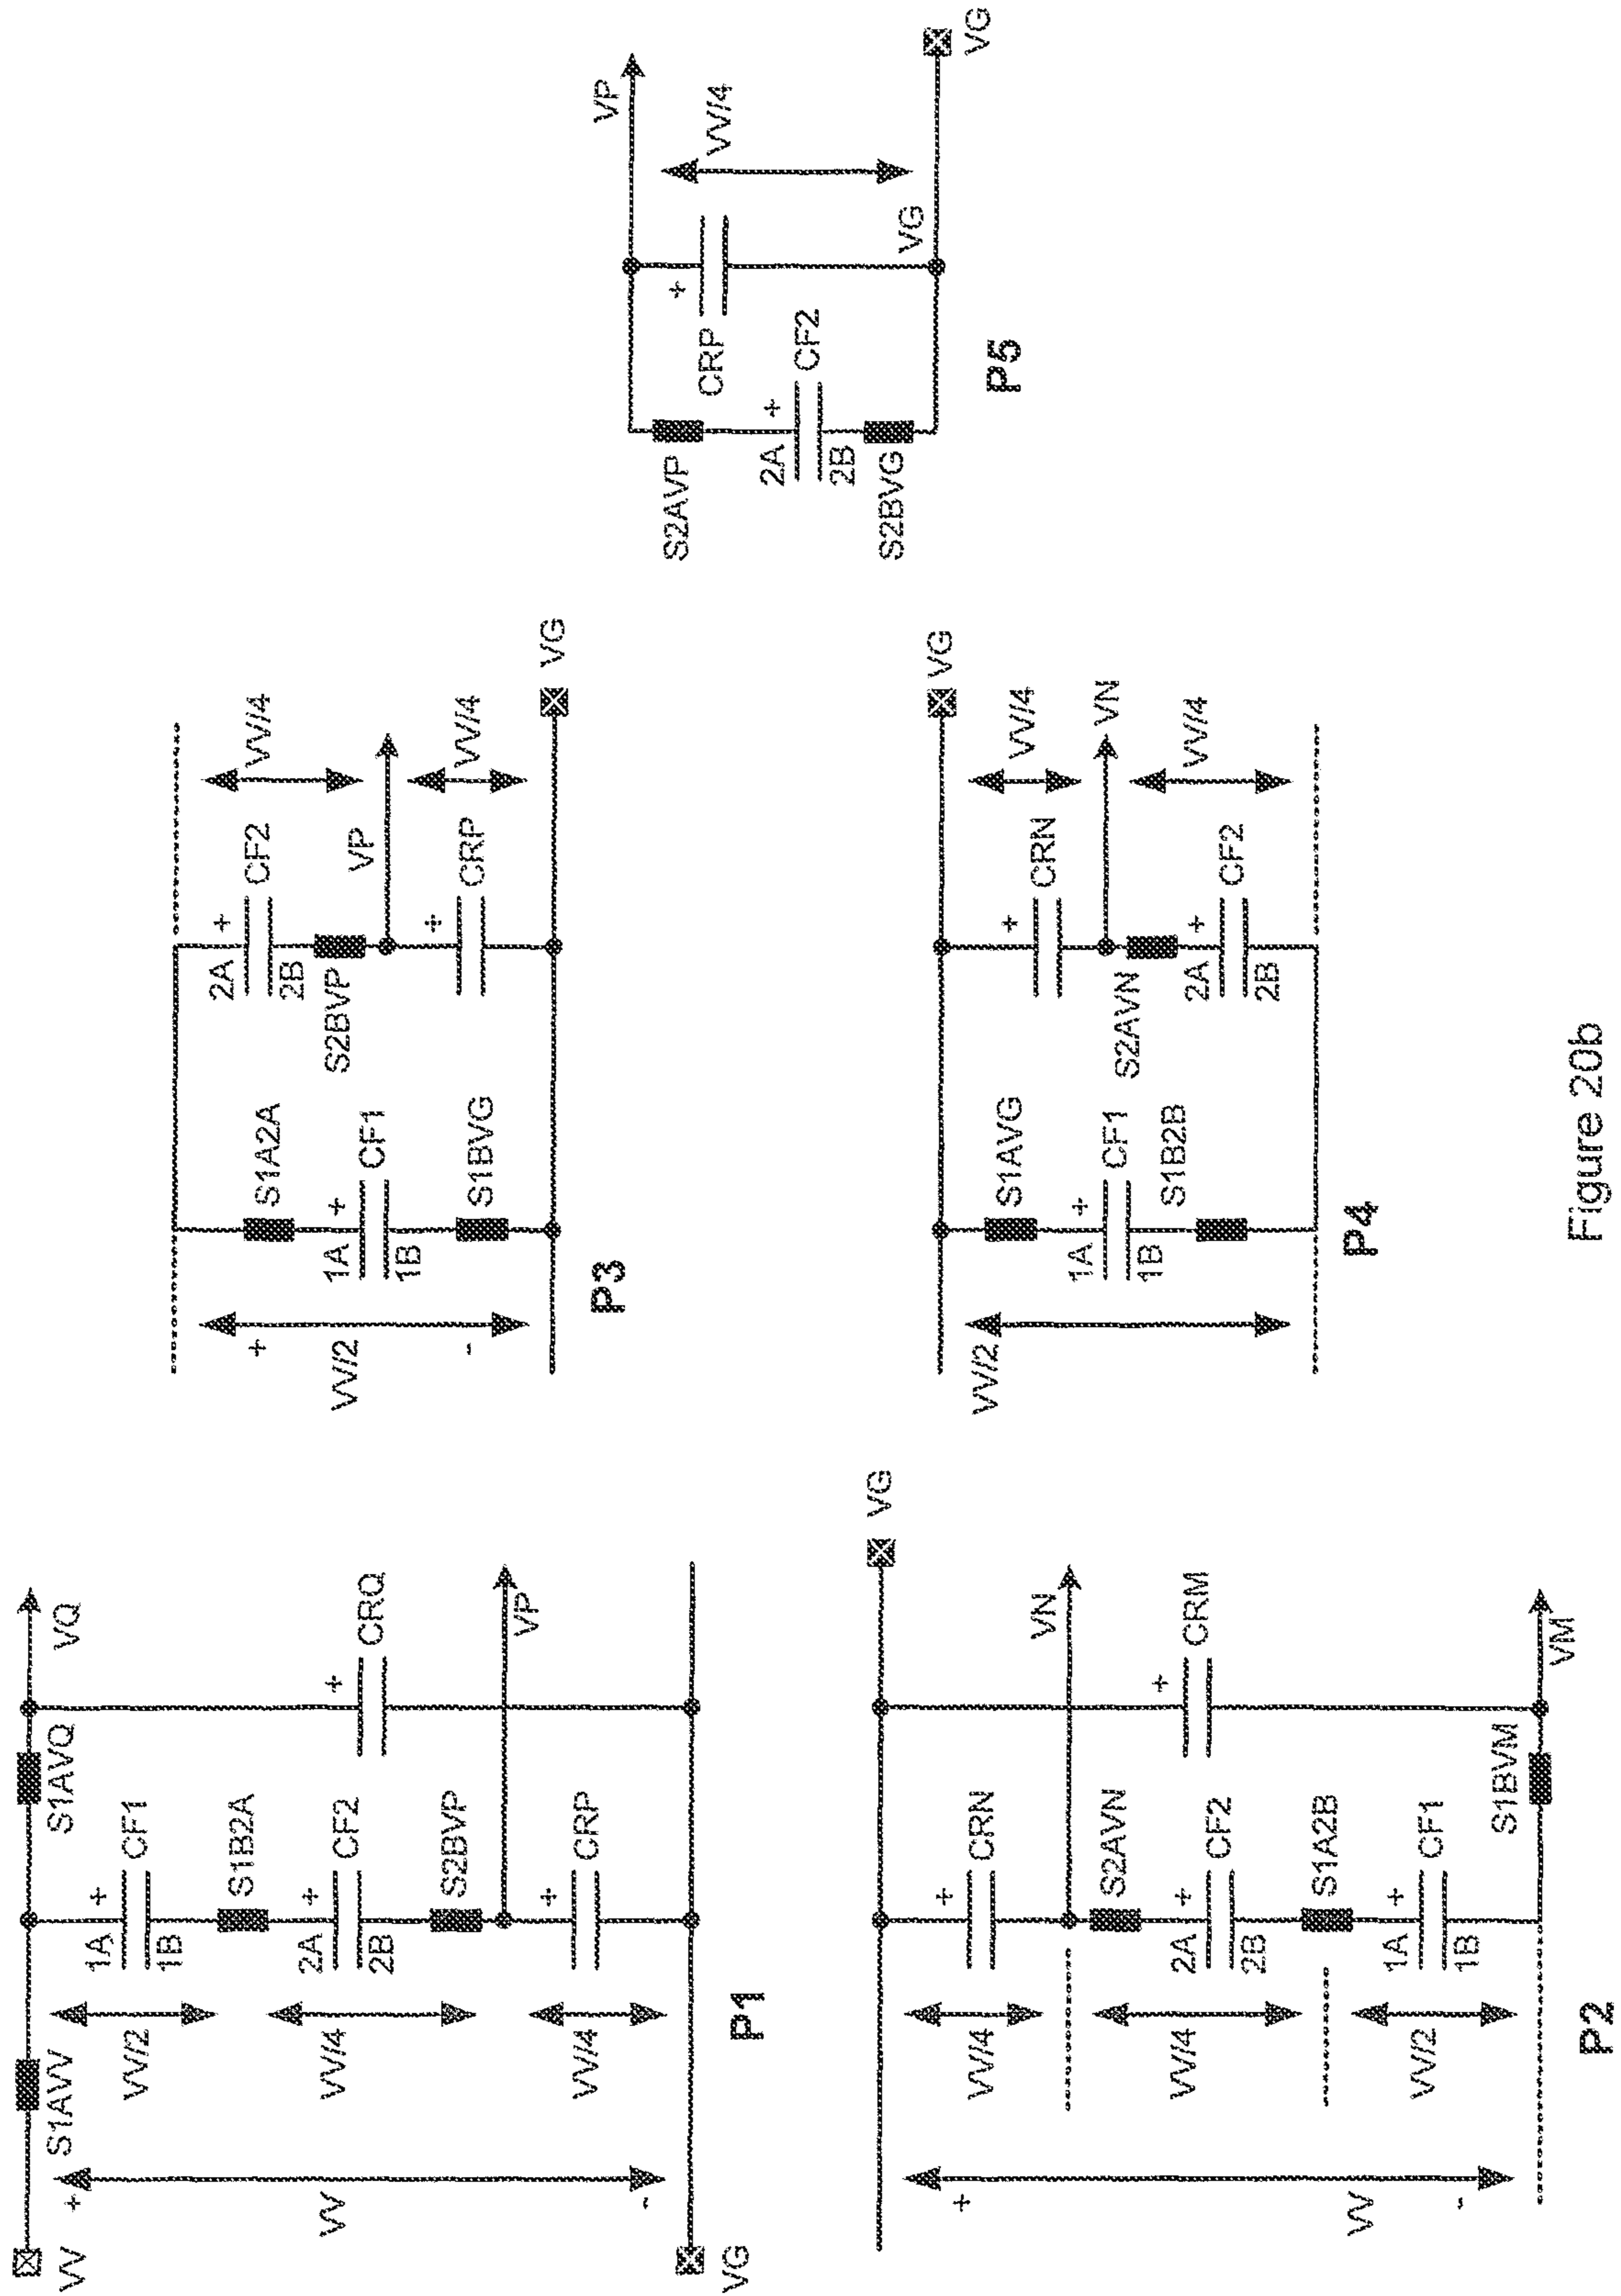 VV
+
VV
-
VG
S1AVV
VV/2
VV/4
VV/4
1A
+
1B
CF1
S1B2A
2A
+
2B
CF2
S2BVP
+
CRP
S1AVQ
VQ
+
CRQ
VP
P1
+
VV
-
VV/4
VV/4
VV/2
+
CRN
S2AVN
2A
+
2B
CF2
S1A2B
1A
+
1B
CF1
S1BVM
VN
+
CRM
VG
VM
P2
+
VV/2
-
S1A2A
1A
+
1B
CF1
S1BVG
2A
+
2B
CF2
S2BVP
VP
+
CRP
VV/4
VV/4
VG
P3
VV/2
S1AVG
1A
+
1B
CF1
S1B2B
+
CRN
S2AVN
2A
+
2B
CF2
VV/4
VN
VV/4
VG
P4
S2AVP
2A
+
2B
CF2
S2BVG
+
CRP
VP
VV/4
VG
VG
P5
Figure 20b